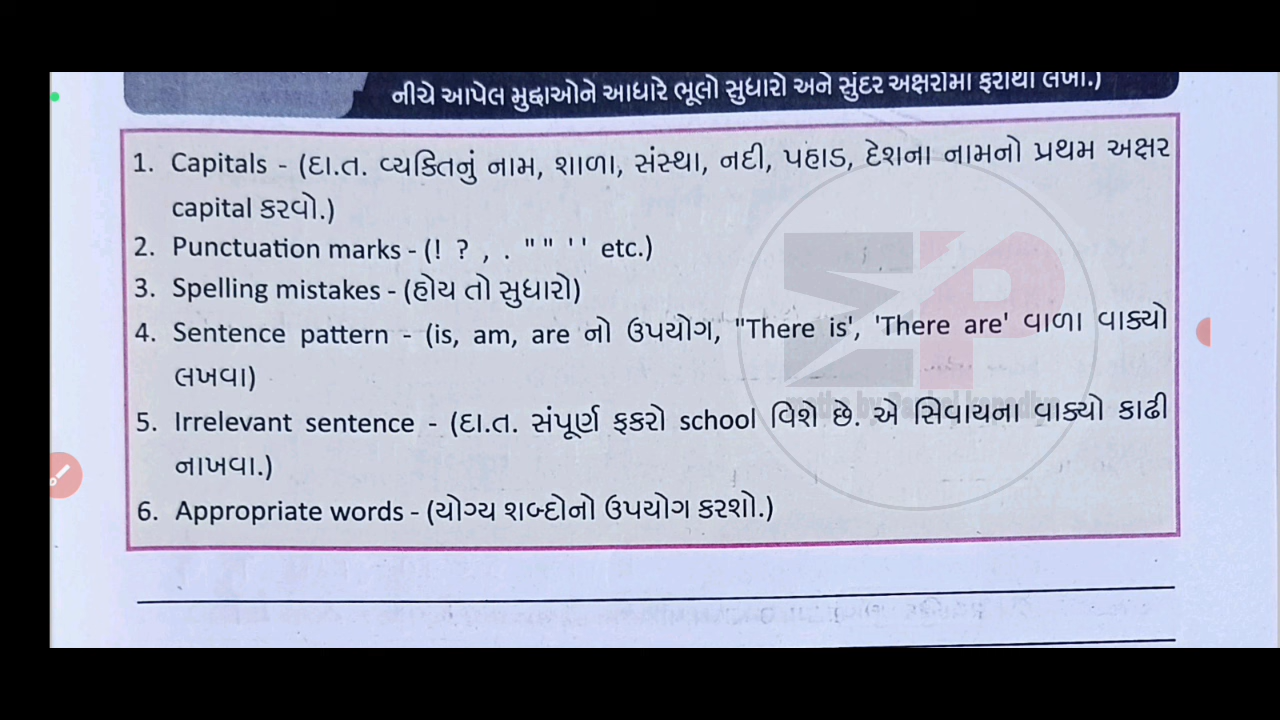 નીચે આપેલ મુદ્દાઓને આધારે ભૂલો સુધારો અને સુંદર અક્ષરોમાં ફરીથી લખો.)
1. Capitals - (દા.ત. વ્યક્તિનું નામ, શાળા, સંસ્થા, નદી, પહાડ, દેશના નામનો પ્રથમ અક્ષર
capital કરવો.)
2. Punctuation marks - (! ? , . " " ' ' etc.)
3. Spelling mistakes - (હોય તો સુધારો)
4. Sentence pattern - (is, am, are નો ઉપયોગ, "There is', 'There are' વાળા વાક્યો
લખવા)
5. Irrelevant sentence - (દા.ત. સંપૂર્ણ ફકરો school વિશે છે. એ સિવાયના વાક્યો કાઢી
નાખવા.)
6. Appropriate words - (યોગ્ય શબ્દોનો ઉપયોગ કરશો.)